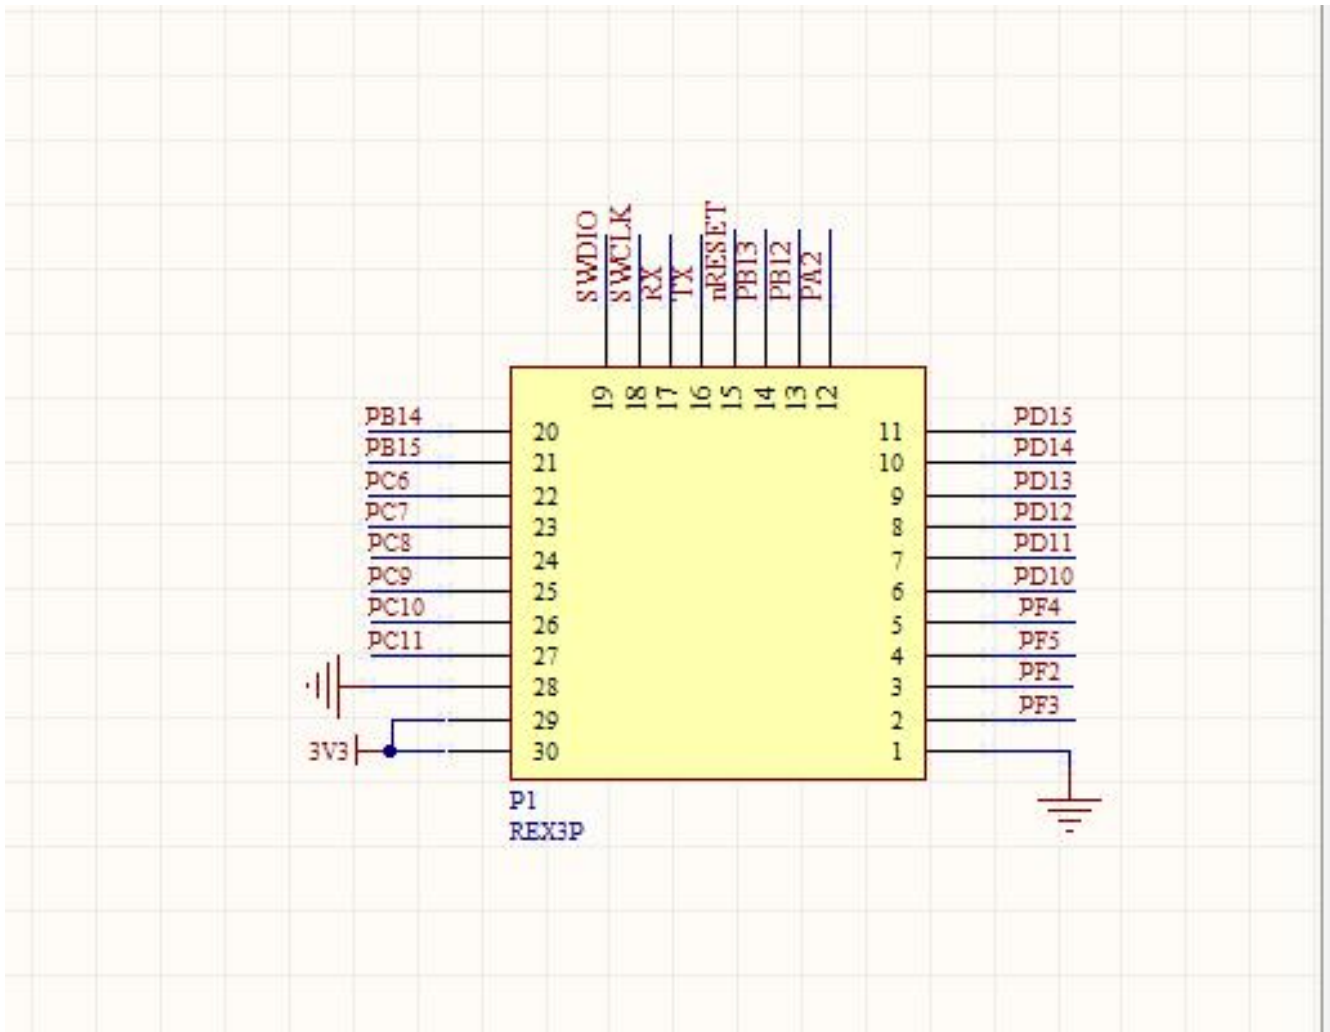 SWDIO
SWCLK
RX
TX
nRESET
PB13
PB12
PA2
19
18
17
16
15
14
13
12
PB14
20
11
PD15
PB15
21
10
PD14
PC6
22
9
PD13
PC7
23
8
PD12
PC8
24
7
PD11
PC9
25
6
PD10
PC10
26
5
PF4
PC11
27
4
PF5
28
3
PF2
29
2
PF3
3V3
30
1
P1
REX3P